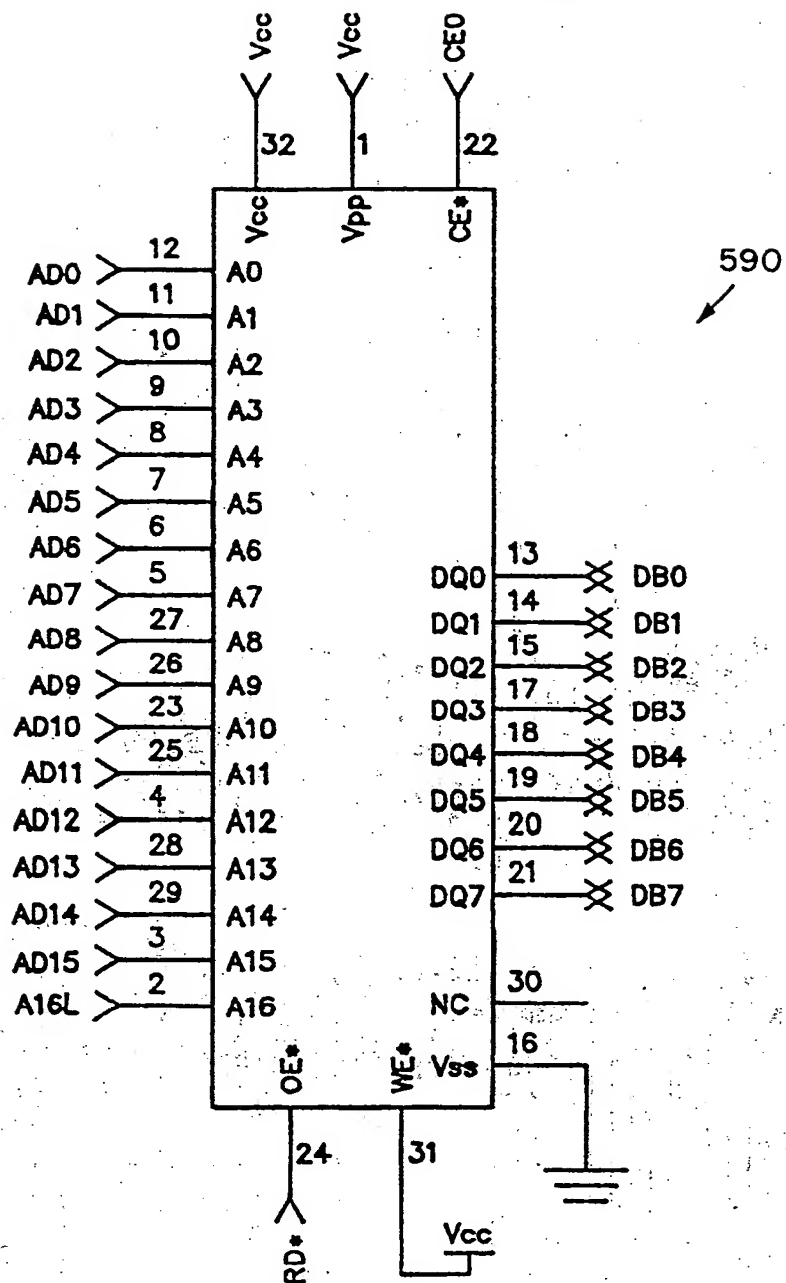 Vcc Vcc CE0
32 1 22
Vcc Vpp CE*
590
AD0 12 A0
AD1 11 A1
AD2 10 A2
AD3 9 A3
AD4 8 A4
AD5 7 A5
AD6 6 A6
AD7 5 A7
DQ0 13 DB0
AD8 27 A8
DQ1 14 DB1
AD9 26 A9
DQ2 15 DB2
AD10 23 A10
DQ3 17 DB3
AD11 25 A11
DQ4 18 DB4
AD12 4 A12
DQ5 19 DB5
AD13 28 A13
DQ6 20 DB6
AD14 29 A14
DQ7 21 DB7
AD15 3 A15
A16L 2 A16
NC 30
OE* WE* Vss 16
24 31
RD* Vcc